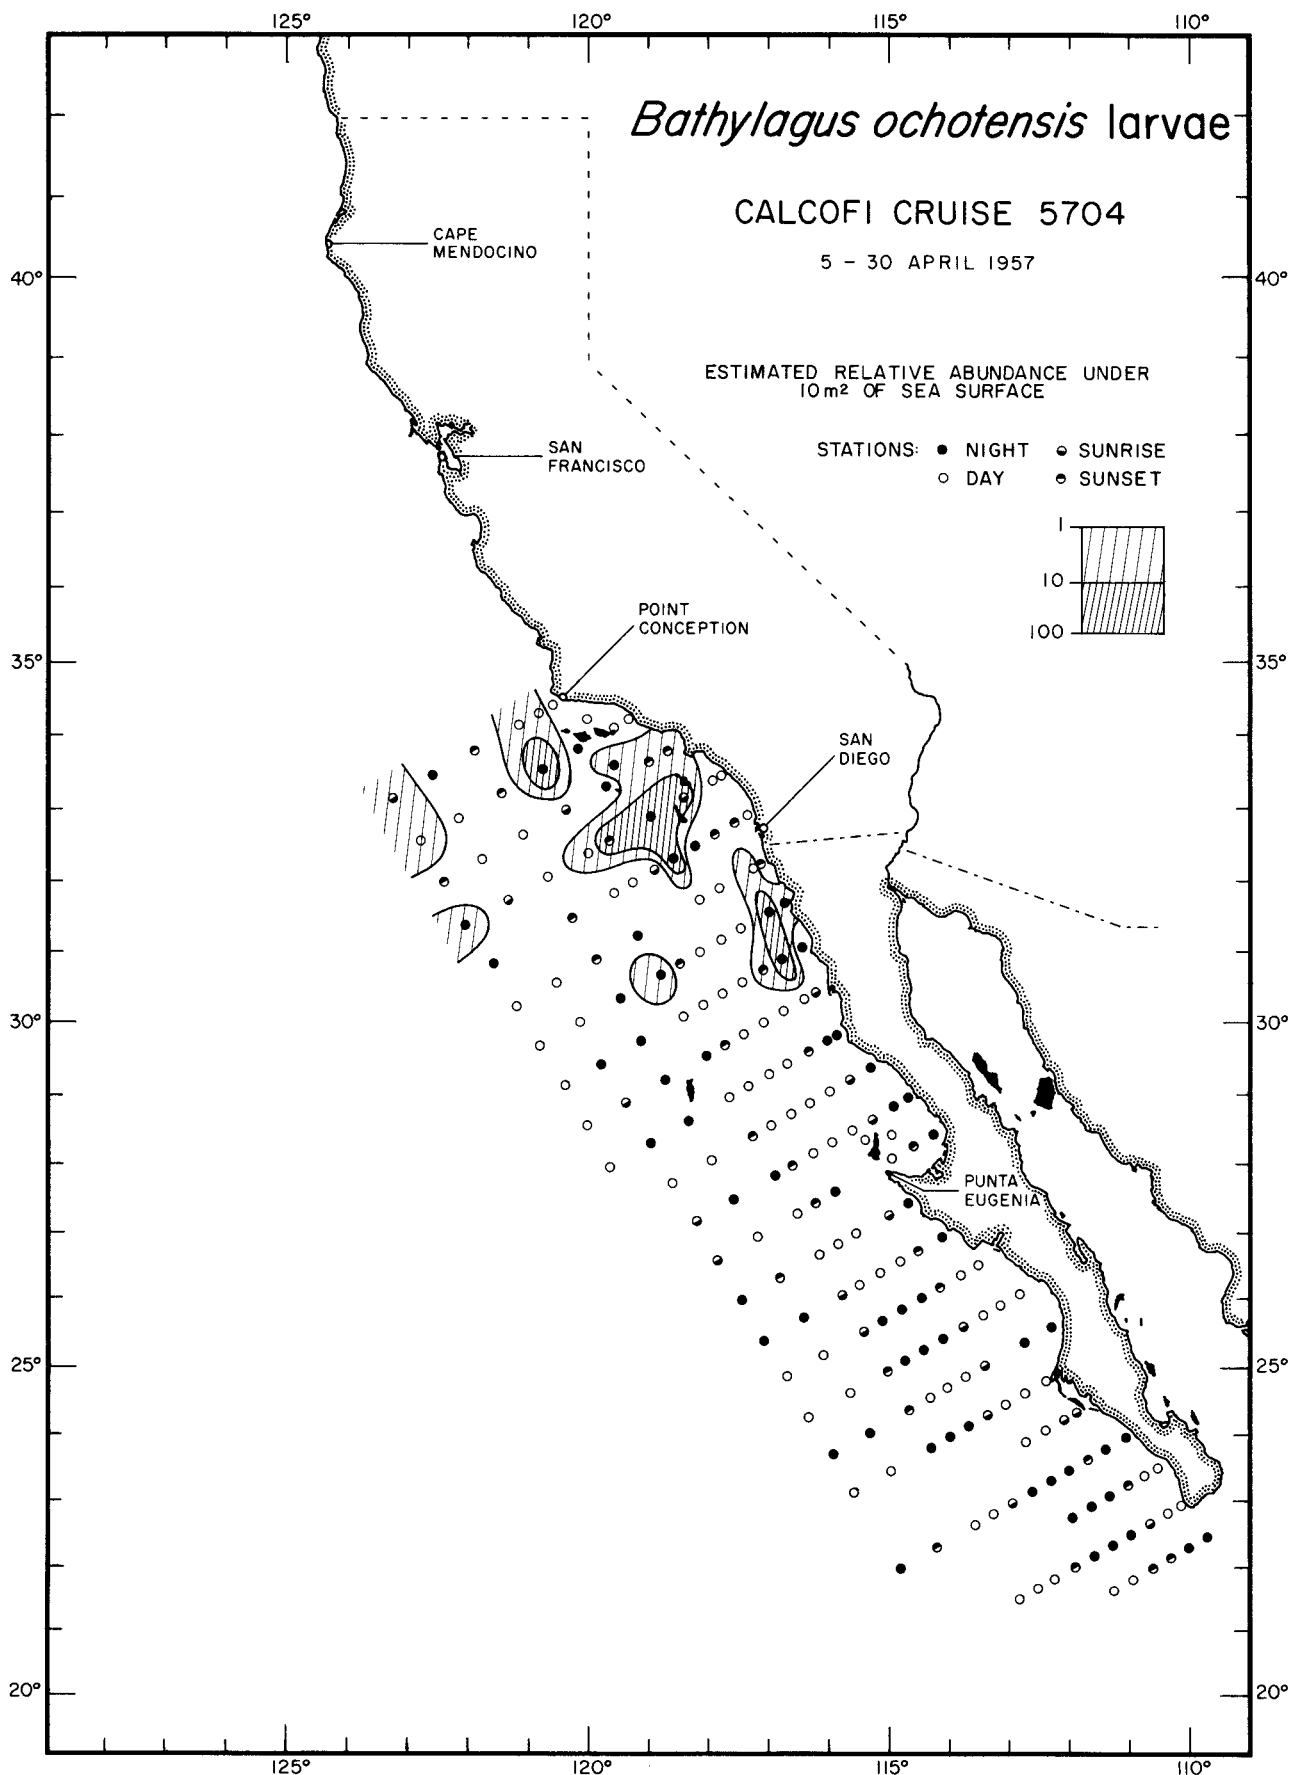 125° 120° 115° 110°
Bathylagus ochotensis larvae
CALCOFI CRUISE 5704
5 – 30 APRIL 1957
CAPE
MENDOCINO
40° 40°
ESTIMATED RELATIVE ABUNDANCE UNDER
10 m² OF SEA SURFACE
STATIONS: NIGHT SUNRISE
DAY SUNSET
SAN
FRANCISCO
1
10
100
POINT
CONCEPTION
35° 35°
SAN
DIEGO
30° 30°
PUNTA
EUGENIA
25° 25°
20° 20°
125° 120° 115° 110°